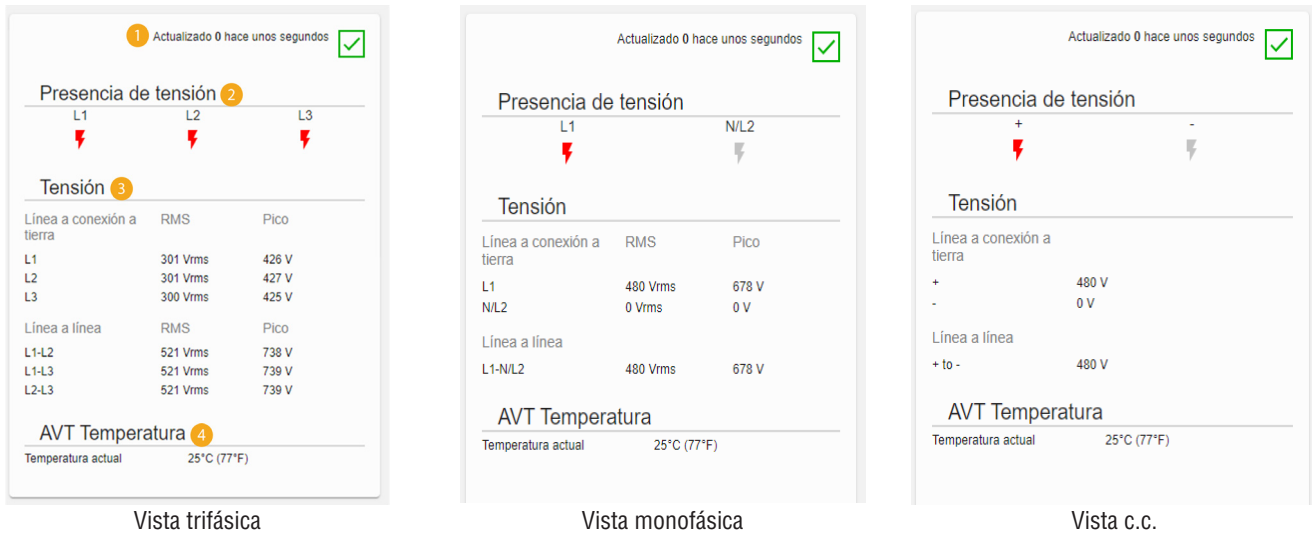 1 Actualizado 0 hace unos segundos
Presencia de tensión 2
L1 L2 L3
Tensión 3
Línea a conexión a tierra RMS Pico
L1 301 Vrms 426 V
L2 301 Vrms 427 V
L3 300 Vrms 425 V
Línea a línea RMS Pico
L1-L2 521 Vrms 738 V
L1-L3 521 Vrms 739 V
L2-L3 521 Vrms 739 V
AVT Temperatura 4
Temperatura actual 25°C (77°F)
Vista trifásica
Actualizado 0 hace unos segundos
Presencia de tensión
L1 N/L2
Tensión
Línea a conexión a tierra RMS Pico
L1 480 Vrms 678 V
N/L2 0 Vrms 0 V
Línea a línea
L1-N/L2 480 Vrms 678 V
AVT Temperatura
Temperatura actual 25°C (77°F)
Vista monofásica
Actualizado 0 hace unos segundos
Presencia de tensión
+ -
Tensión
Línea a conexión a tierra
+ 480 V
- 0 V
Línea a línea
+ to - 480 V
AVT Temperatura
Temperatura actual 25°C (77°F)
Vista c.c.